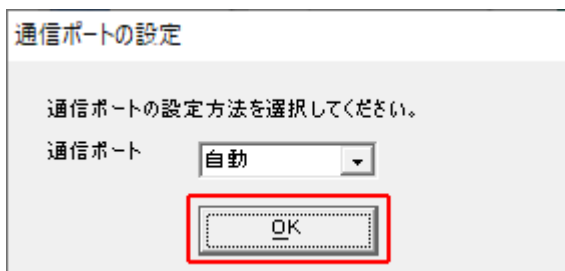 通信ポートの設定
通信ポートの設定方法を選択してください。
通信ポート 自動
OK